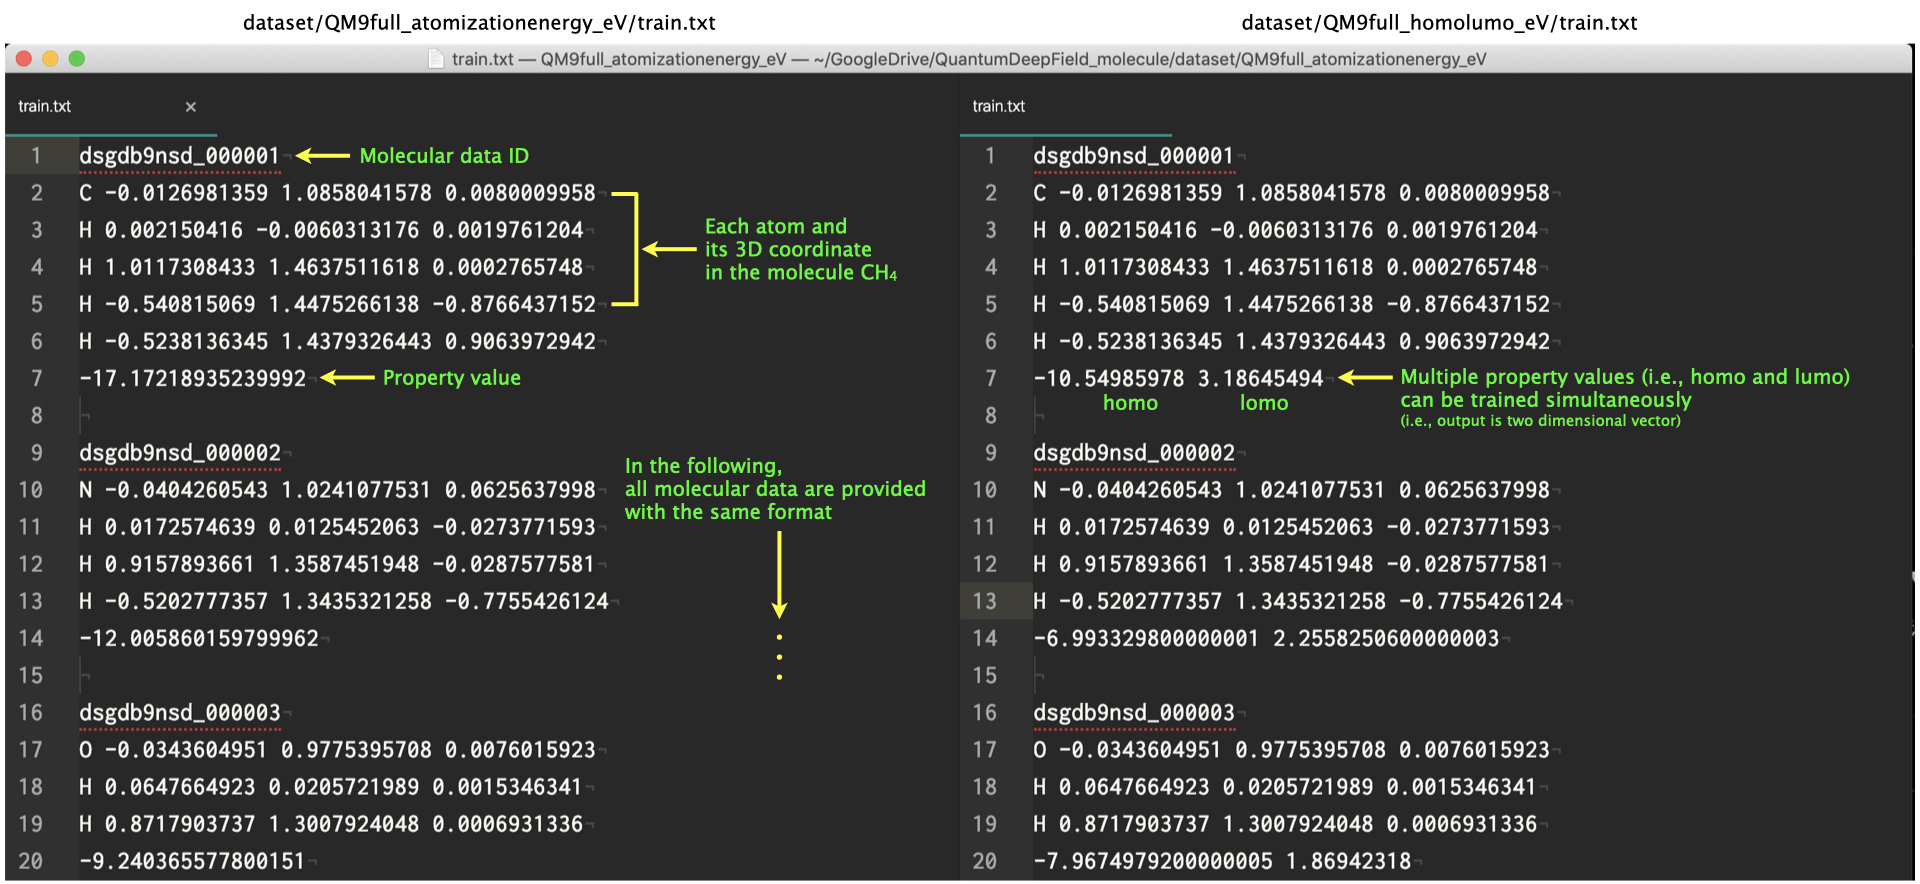 dataset/QM9full_atomizationenergy_eV/train.txt
dataset/QM9full_homolumo_eV/train.txt
train.txt — QM9full_atomizationenergy_eV — ~/GoogleDrive/QuantumDeepField_molecule/dataset/QM9full_atomizationenergy_eV
train.txt ×
1 dsgdb9nsd_000001¬
Molecular data ID
2 C -0.0126981359 1.0858041578 0.0080009958¬
3 H 0.002150416 -0.0060313176 0.0019761204¬
4 H 1.0117308433 1.4637511618 0.0002765748¬
5 H -0.540815069 1.4475266138 -0.8766437152¬
Each atom and
its 3D coordinate
in the molecule CH₄
6 H -0.5238136345 1.4379326443 0.9063972942¬
7 -17.17218935239992¬
Property value
8 ¬
9 dsgdb9nsd_000002¬
10 N -0.0404260543 1.0241077531 0.0625637998¬
11 H 0.0172574639 0.0125452063 -0.0273771593¬
12 H 0.9157893661 1.3587451948 -0.0287577581¬
13 H -0.5202777357 1.3435321258 -0.7755426124¬
In the following,
all molecular data are provided
with the same format
14 -12.005860159799962¬
15 ¬
16 dsgdb9nsd_000003¬
17 O -0.0343604951 0.9775395708 0.0076015923¬
18 H 0.0647664923 0.0205721989 0.0015346341¬
19 H 0.8717903737 1.3007924048 0.0006931336¬
20 -9.240365577800151¬
train.txt
1 dsgdb9nsd_000001¬
2 C -0.0126981359 1.0858041578 0.0080009958¬
3 H 0.002150416 -0.0060313176 0.0019761204¬
4 H 1.0117308433 1.4637511618 0.0002765748¬
5 H -0.540815069 1.4475266138 -0.8766437152¬
6 H -0.5238136345 1.4379326443 0.9063972942¬
7 -10.54985978 3.18645494¬
homo lomo
Multiple property values (i.e., homo and lumo)
can be trained simultaneously
(i.e., output is two dimensional vector)
8 ¬
9 dsgdb9nsd_000002¬
10 N -0.0404260543 1.0241077531 0.0625637998¬
11 H 0.0172574639 0.0125452063 -0.0273771593¬
12 H 0.9157893661 1.3587451948 -0.0287577581¬
13 H -0.5202777357 1.3435321258 -0.7755426124¬
14 -6.993329800000001 2.2558250600000003¬
15 ¬
16 dsgdb9nsd_000003¬
17 O -0.0343604951 0.9775395708 0.0076015923¬
18 H 0.0647664923 0.0205721989 0.0015346341¬
19 H 0.8717903737 1.3007924048 0.0006931336¬
20 -7.9674979200000005 1.86942318¬